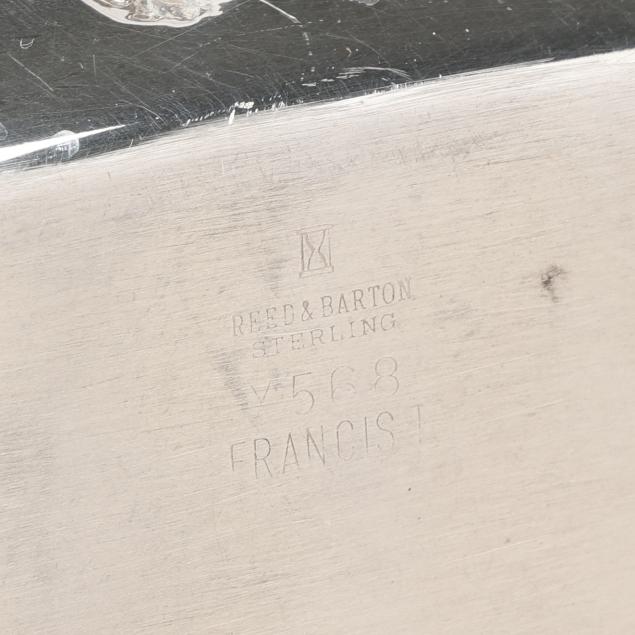 REED & BARTON
STERLING
X568
FRANCIS I